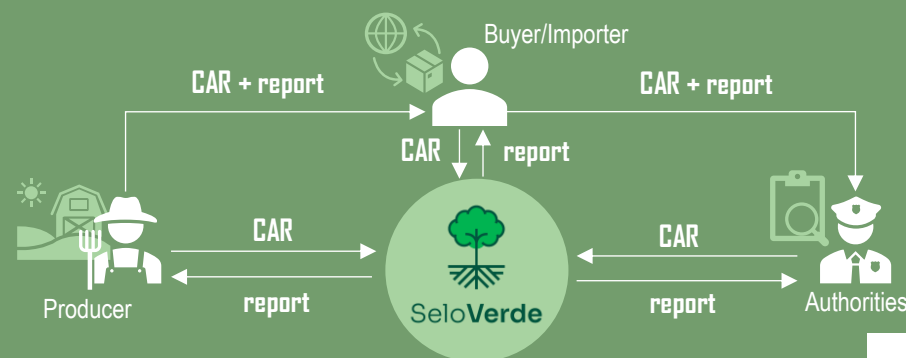 Buyer/Importer
CAR + report
CAR + report
CAR
report
CAR
CAR
report
report
Producer
SeloVerde
Authorities